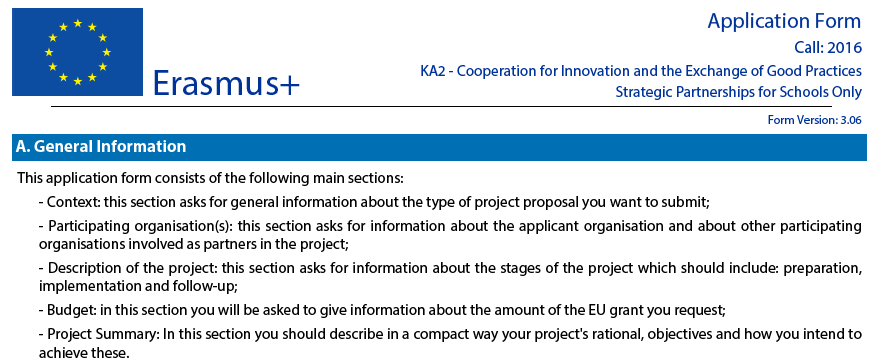 Application Form
Call: 2016
KA2 - Cooperation for Innovation and the Exchange of Good Practices
Erasmus+
Strategic Partnerships for Schools Only
Form Version: 3.06
A. General Information
This application form consists of the following main sections:
- Context: this section asks for general information about the type of project proposal you want to submit;
- Participating organisation(s): this section asks for information about the applicant organisation and about other participating
organisations involved as partners in the project;
- Description of the project: this section asks for information about the stages of the project which should include: preparation,
implementation and follow-up;
- Budget: in this section you will be asked to give information about the amount of the EU grant you request;
- Project Summary: In this section you should describe in a compact way your project's rational, objectives and how you intend to
achieve these.